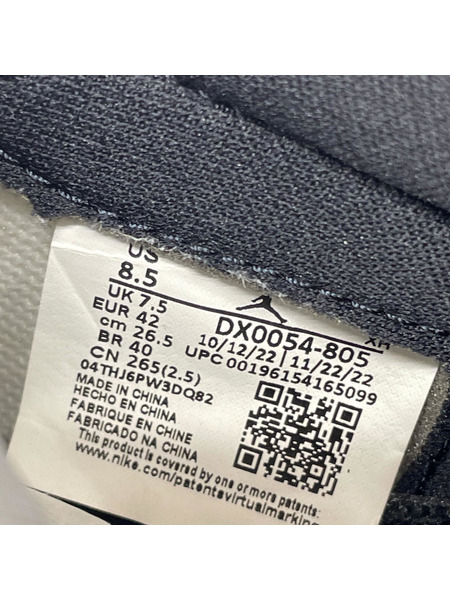 US
8.5
UK 7.5
EUR 42
cm 26.5
BR 40
CN 265(2.5)
04THJ6PW3DQ82
XH
DX0054-805
10/12/22 | 11/22/22
UPC 00196154165099
MADE IN CHINA
HECHO EN CHINA
FABRIQUE EN CHINE
FABRICADO NA CHINA
This product is covered by one or more patents:
www.nike.com/patentsvirtualmarking